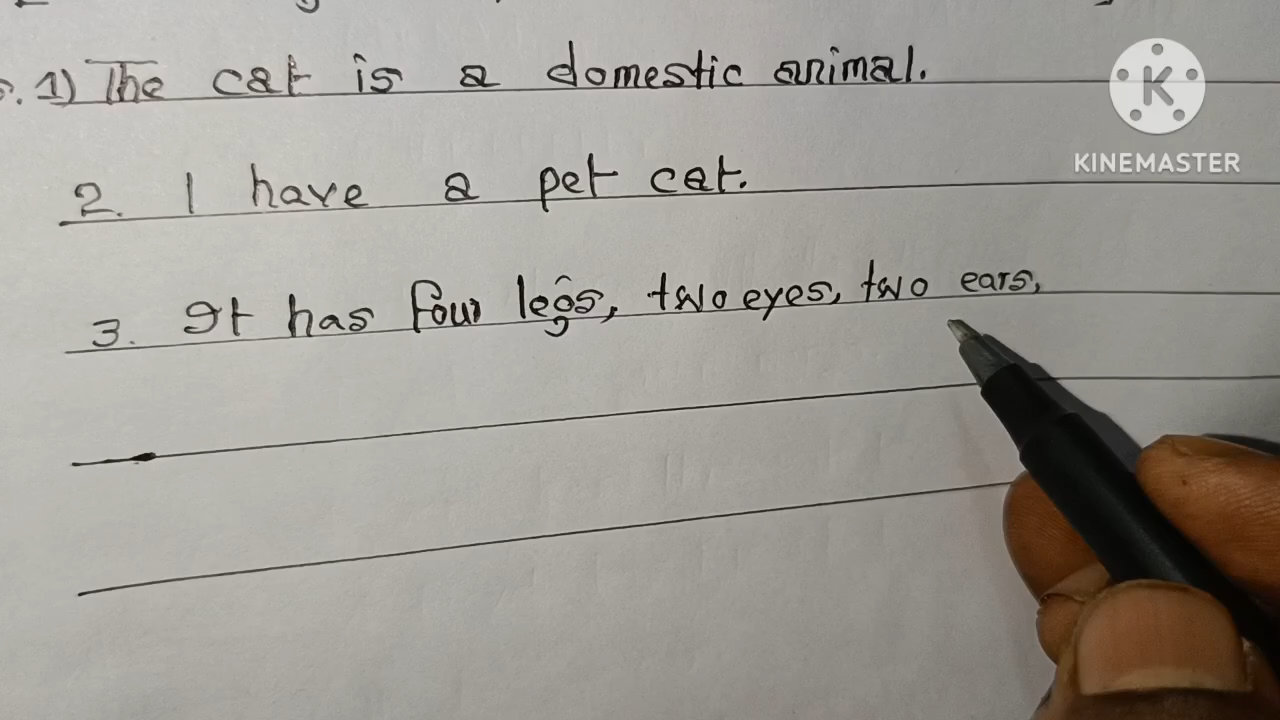 1) The cat is a domestic animal.
K
KINEMASTER
2. I have a pet cat.
3. It has four legs, two eyes, two ears,